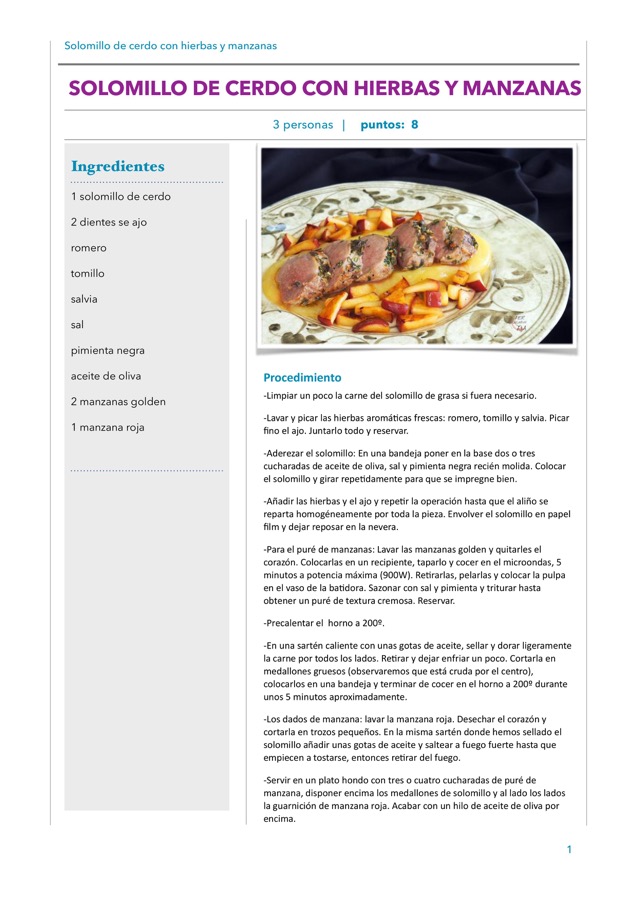 Solomillo de cerdo con hierbas y manzanas
SOLOMILLO DE CERDO CON HIERBAS Y MANZANAS
3 personas | puntos: 8
Ingredientes
1 solomillo de cerdo
2 dientes se ajo
romero
tomillo
salvia
sal
pimienta negra
aceite de oliva
2 manzanas golden
1 manzana roja
Procedimiento
-Limpiar un poco la carne del solomillo de grasa si fuera necesario.
-Lavar y picar las hierbas aromáticas frescas: romero, tomillo y salvia. Picar
fino el ajo. Juntarlo todo y reservar.
-Aderezar el solomillo: En una bandeja poner en la base dos o tres
cucharadas de aceite de oliva, sal y pimienta negra recién molida. Colocar
el solomillo y girar repetidamente para que se impregne bien.
-Añadir las hierbas y el ajo y repetir la operación hasta que el aliño se
reparta homogéneamente por toda la pieza. Envolver el solomillo en papel
film y dejar reposar en la nevera.
-Para el puré de manzanas: Lavar las manzanas golden y quitarles el
corazón. Colocarlas en un recipiente, taparlo y cocer en el microondas, 5
minutos a potencia máxima (900W). Retirarlas, pelarlas y colocar la pulpa
en el vaso de la batidora. Sazonar con sal y pimienta y triturar hasta
obtener un puré de textura cremosa. Reservar.
-Precalentar el horno a 200º.
-En una sartén caliente con unas gotas de aceite, sellar y dorar ligeramente
la carne por todos los lados. Retirar y dejar enfriar un poco. Cortarla en
medallones gruesos (observaremos que está cruda por el centro),
colocarlos en una bandeja y terminar de cocer en el horno a 200º durante
unos 5 minutos aproximadamente.
-Los dados de manzana: lavar la manzana roja. Desechar el corazón y
cortarla en trozos pequeños. En la misma sartén donde hemos sellado el
solomillo añadir unas gotas de aceite y saltear a fuego fuerte hasta que
empiecen a tostarse, entonces retirar del fuego.
-Servir en un plato hondo con tres o cuatro cucharadas de puré de
manzana, disponer encima los medallones de solomillo y al lado los lados
la guarnición de manzana roja. Acabar con un hilo de aceite de oliva por
encima.
1